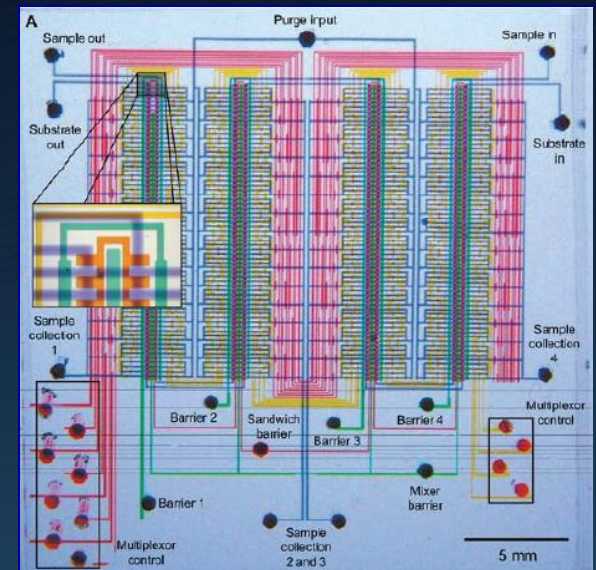 A
Purge input
Sample out
Sample in
Substrate
out
Substrate
in
Sample
collection
1
Sample
collection
4
Barrier 2
Sandwich
barrier
Barrier 3
Barrier 4
Multiplexor
control
Barrier 1
Mixer
barrier
Multiplexor
control
Sample
collection
2 and 3
5 mm